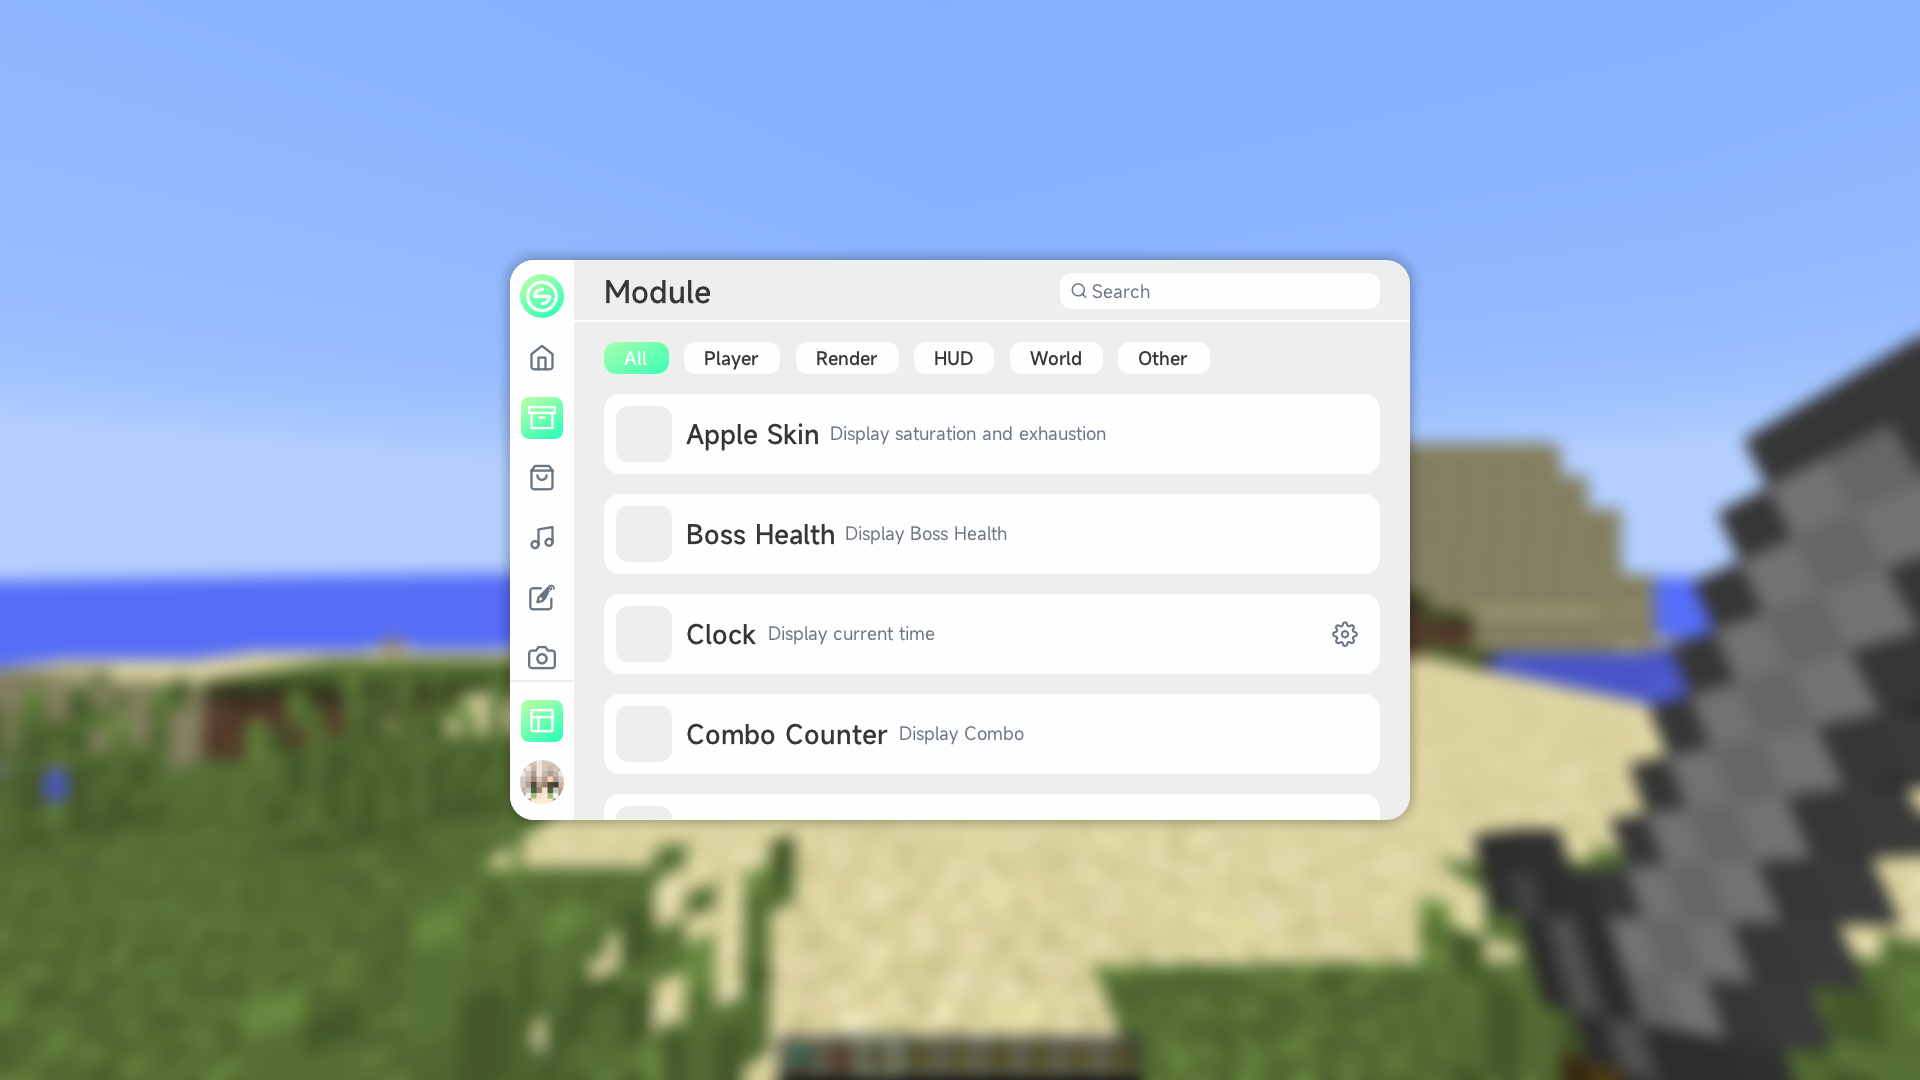 Module
Search
All
Player
Render
HUD
World
Other
Apple Skin Display saturation and exhaustion
Boss Health Display Boss Health
Clock Display current time
Combo Counter Display Combo